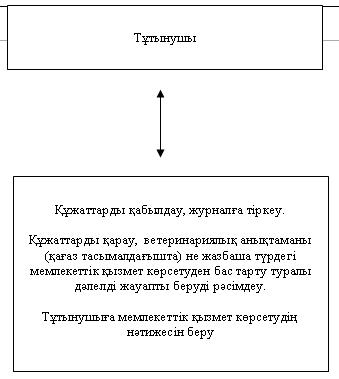 Тұтынушы
Құжаттарды қабылдау, журналға тіркеу.
Құжаттарды қарау, ветеринариялық анықтаманы
(қағаз тасымалдағышта) не жазбаша түрдегі
мемлекеттік қызмет көрсетуден бас тарту туралы
дәлелді жауапты беруді рәсімдеу.
Тұтынушыға мемлекеттік қызмет көрсетудің
нәтижесін беру